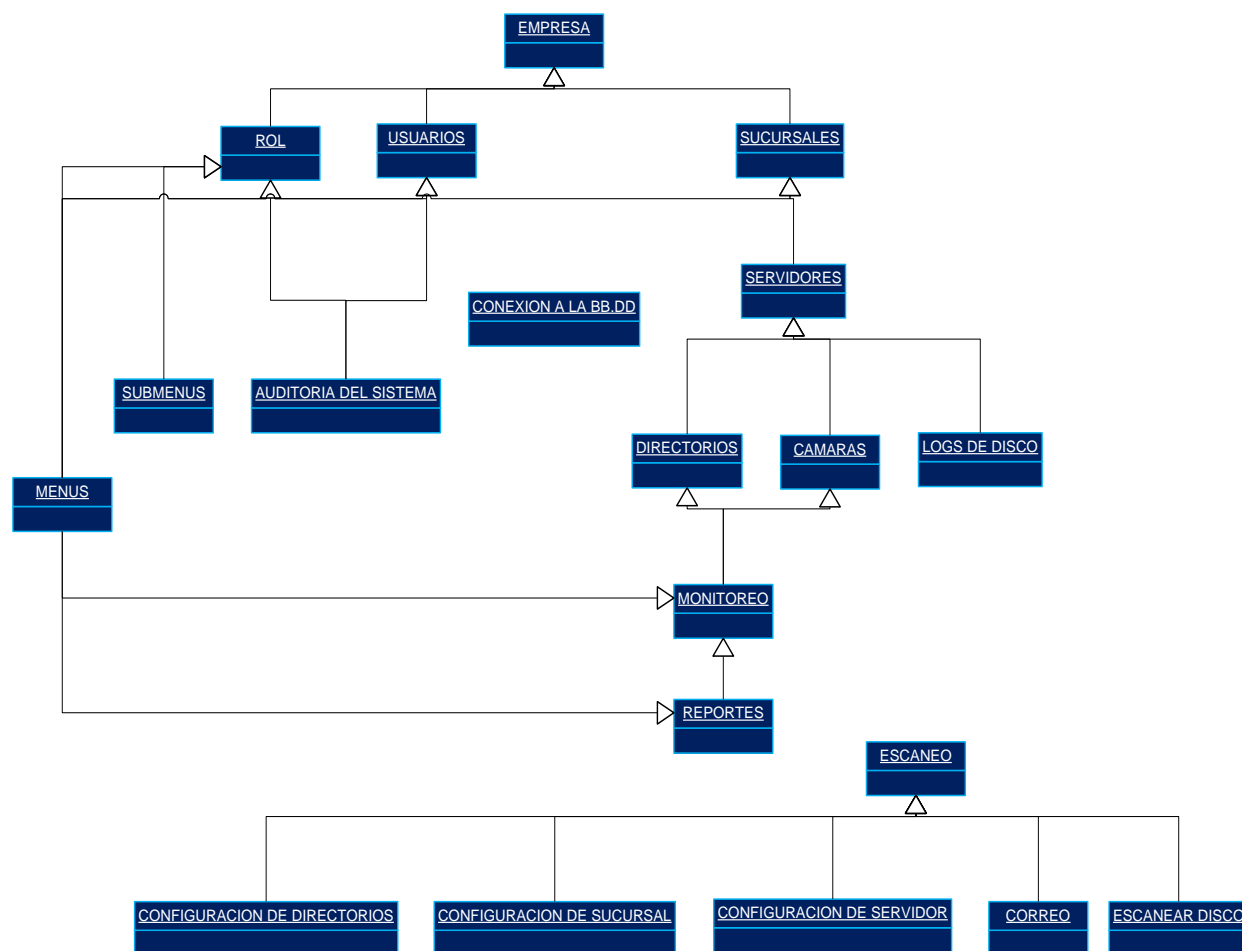 EMPRESA
ROL
USUARIOS
SUCURSALES
SERVIDORES
CONEXION A LA BB.DD
SUBMENUS
AUDITORIA DEL SISTEMA
DIRECTORIOS
CAMARAS
LOGS DE DISCO
MENUS
MONITOREO
REPORTES
ESCANEO
CONFIGURACION DE DIRECTORIOS
CONFIGURACION DE SUCURSAL
CONFIGURACION DE SERVIDOR
CORREO
ESCANEAR DISCO